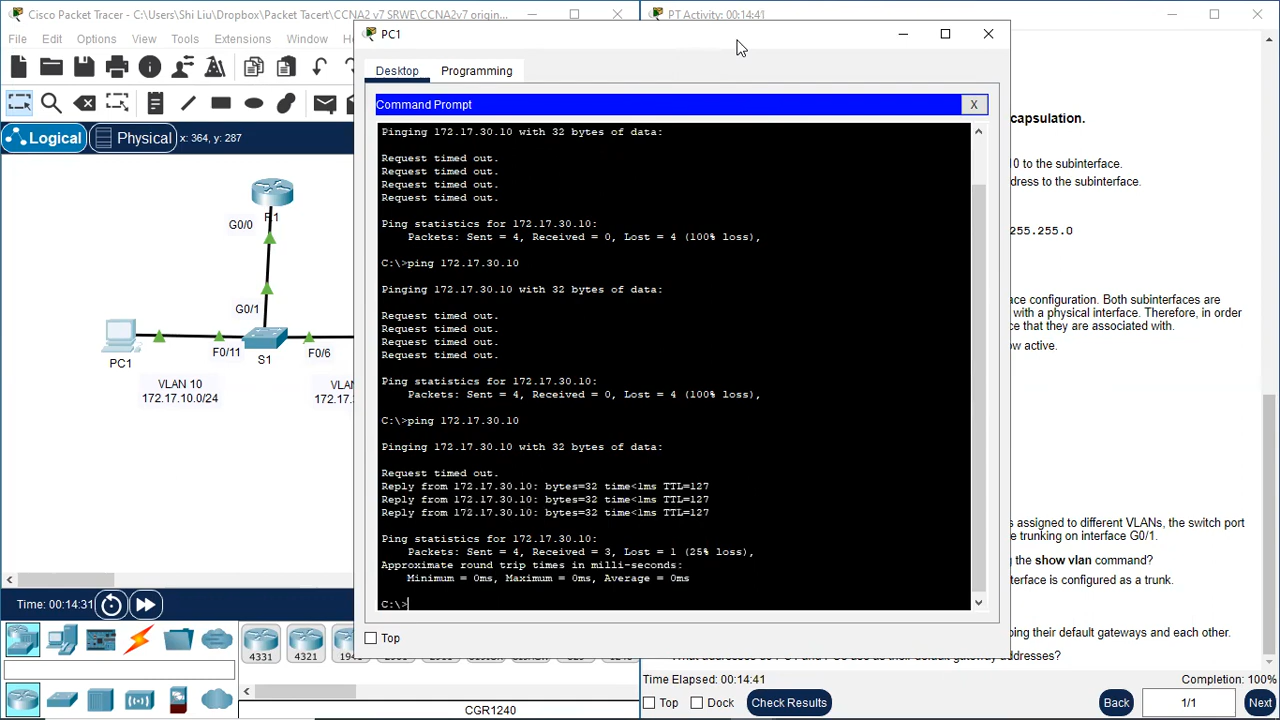 Cisco Packet Tracer - C:\Users\Shi Liu\Dropbox\Packet Tacert\CCNA2 v7 SRWE\CCNA2v7 origin...
File Edit Options View Tools Extensions Window
Logical Physical x: 364, y: 287
R1
G0/0
G0/1
F0/11 F0/6
PC1 S1
VLAN 10
172.17.10.0/24
172.17.
Time: 00:14:31
4331 4321
CGR1240
PC1
Desktop Programming
Command Prompt X
Pinging 172.17.30.10 with 32 bytes of data:
Request timed out.
Request timed out.
Request timed out.
Request timed out.
Ping statistics for 172.17.30.10:
Packets: Sent = 4, Received = 0, Lost = 4 (100% loss),
C:\>ping 172.17.30.10
Pinging 172.17.30.10 with 32 bytes of data:
Request timed out.
Request timed out.
Request timed out.
Request timed out.
Ping statistics for 172.17.30.10:
Packets: Sent = 4, Received = 0, Lost = 4 (100% loss),
C:\>ping 172.17.30.10
Pinging 172.17.30.10 with 32 bytes of data:
Request timed out.
Reply from 172.17.30.10: bytes=32 time<1ms TTL=127
Reply from 172.17.30.10: bytes=32 time<1ms TTL=127
Reply from 172.17.30.10: bytes=32 time<1ms TTL=127
Ping statistics for 172.17.30.10:
Packets: Sent = 4, Received = 3, Lost = 1 (25% loss),
Approximate round trip times in milli-seconds:
Minimum = 0ms, Maximum = 0ms, Average = 0ms
C:\>
Top
PT Activity: 00:14:41
capsulation.
10 to the subinterface.
dress to the subinterface.
255.255.0
ace configuration. Both subinterfaces are
with a physical interface. Therefore, in order
ce that they are associated with.
ow active.
s assigned to different VLANs, the switch port
e trunking on interface G0/1.
g the show vlan command?
terface is configured as a trunk.
ping their default gateways and each other.
Time Elapsed: 00:14:41 Completion: 100%
Top Dock Check Results Back 1/1 Next